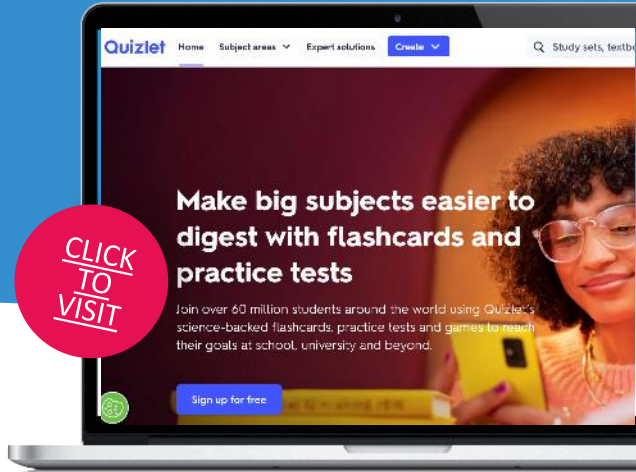 Quizlet Home Subject areas Expert solutions Create Study sets, textbo
Make big subjects easier to
digest with flashcards and
practice tests
Join over 60 million students around the world using Quizlet's
science-backed flashcards, practice tests and games to reach
their goals at school, university and beyond.
Sign up for free
CLICK
TO
VISIT